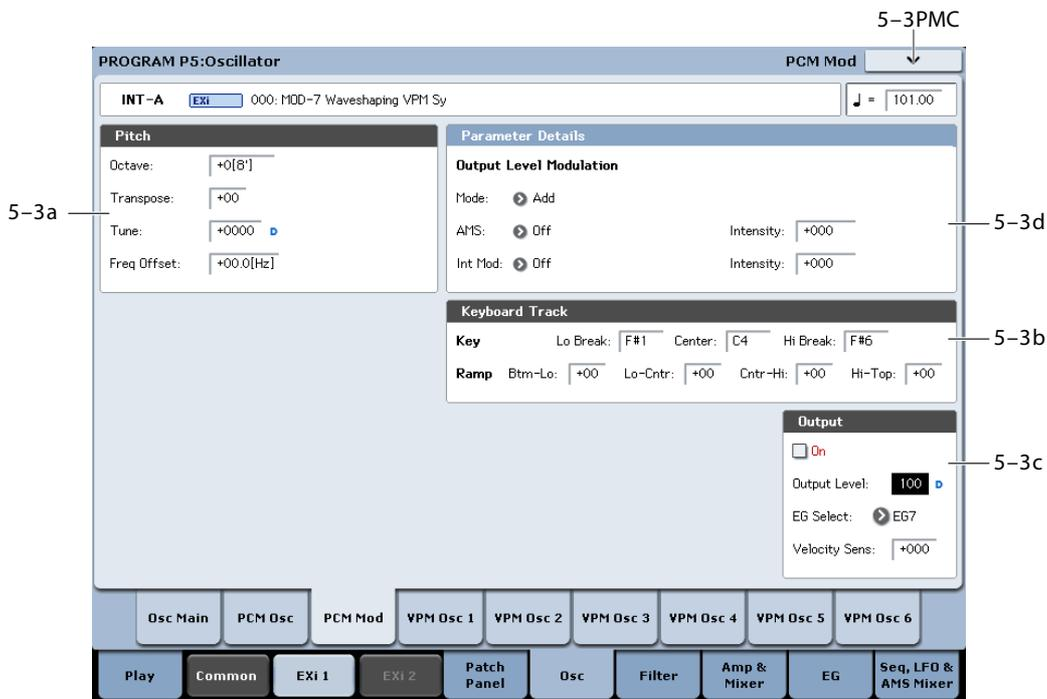 5-3PMC
PROGRAM P5:Oscillator PCM Mod
INT-A EXi 000: MOD-7 Waveshaping VPM Sy ♩ = 101.00
Pitch
Octave: +0[8']
Transpose: +00
Tune: +0000 D
Freq Offset: +00.0[Hz]
5-3a
Parameter Details
Output Level Modulation
Mode: Add
AMS: Off Intensity: +000
Int Mod: Off Intensity: +000
5-3d
Keyboard Track
Key Lo Break: F#1 Center: C4 Hi Break: F#6
Ramp Btm-Lo: +00 Lo-Cntr: +00 Cntr-Hi: +00 Hi-Top: +00
5-3b
Output
On
Output Level: 100 D
EG Select: EG7
Velocity Sens: +000
5-3c
Osc Main PCM Osc PCM Mod VPM Osc 1 VPM Osc 2 VPM Osc 3 VPM Osc 4 VPM Osc 5 VPM Osc 6
Play Common EXi 1 EXi 2 Patch Panel Osc Filter Amp & Mixer EG Seq, LFO & AMS Mixer